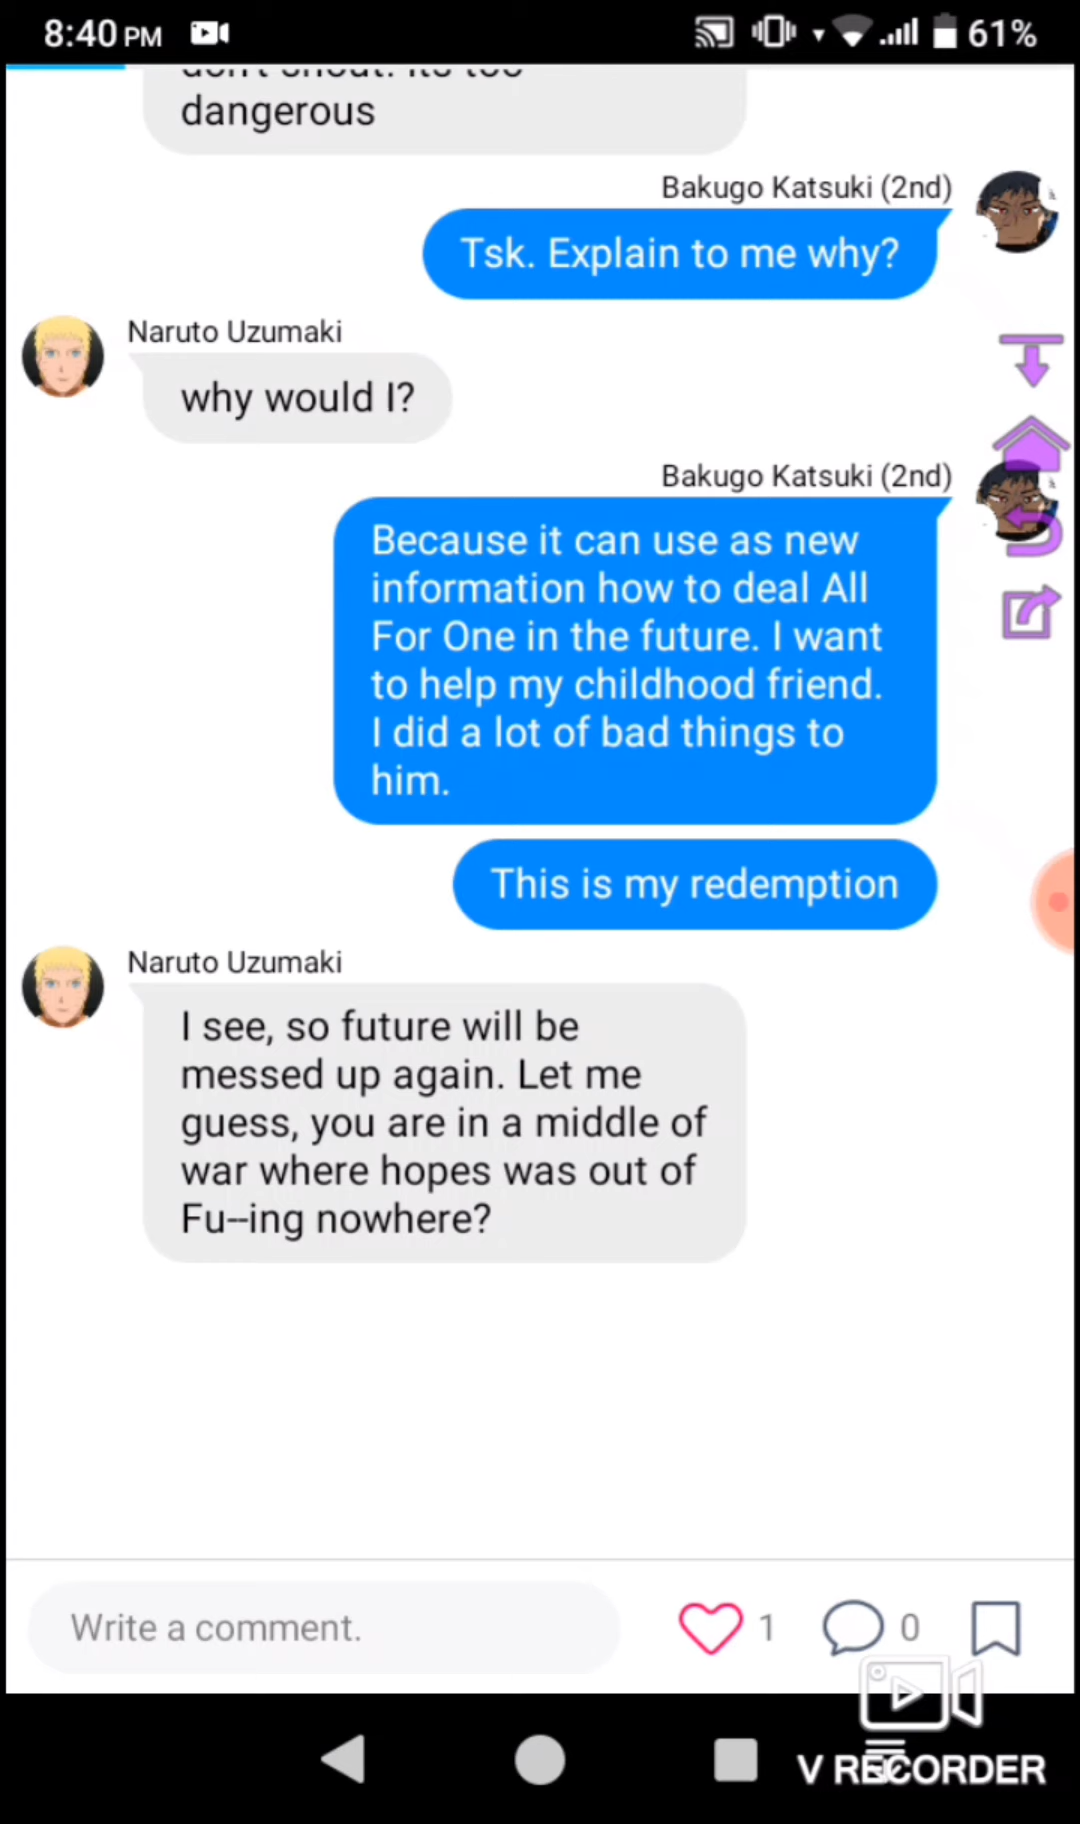 8:40 PM
61%
don't shout. Its too
dangerous
Bakugo Katsuki (2nd)
Tsk. Explain to me why?
Naruto Uzumaki
why would I?
Bakugo Katsuki (2nd)
Because it can use as new
information how to deal All
For One in the future. I want
to help my childhood friend.
I did a lot of bad things to
him.
This is my redemption
Naruto Uzumaki
I see, so future will be
messed up again. Let me
guess, you are in a middle of
war where hopes was out of
Fu--ing nowhere?
Write a comment.
1
0
V RECORDER